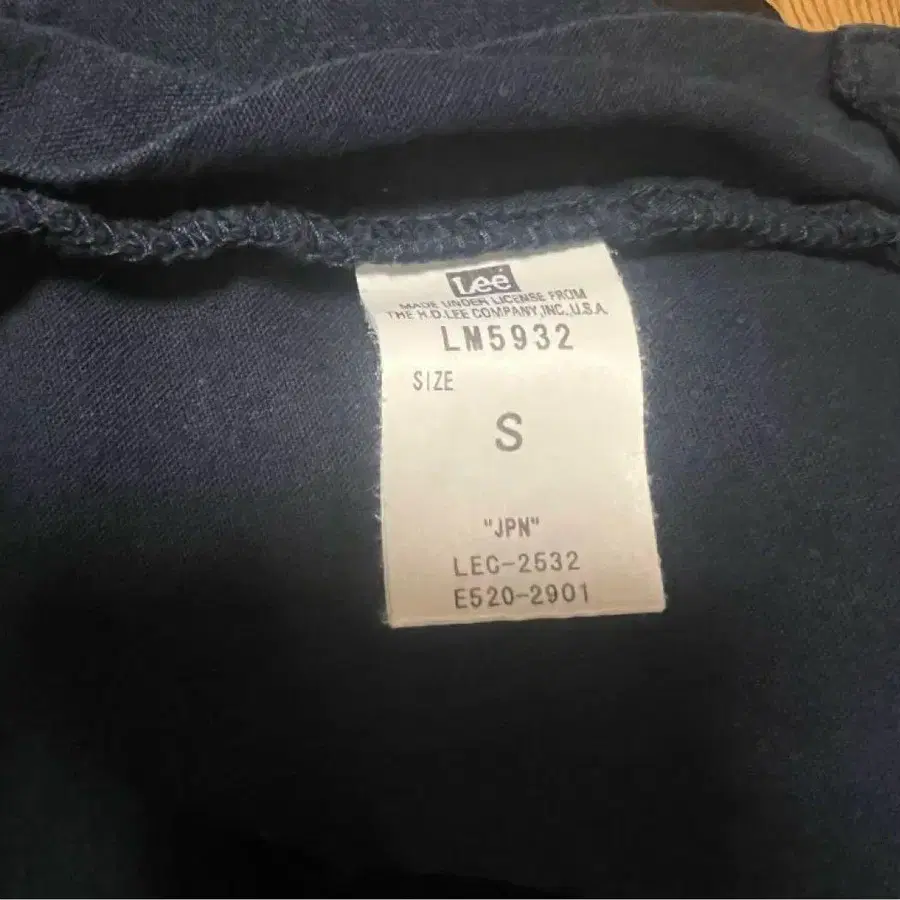 Lee
MADE UNDER LICENSE FROM
THE H.D.LEE COMPANY,INC.,U.S.A.
LM5932
SIZE
S
"JPN"
LEC-2532
E520-2901